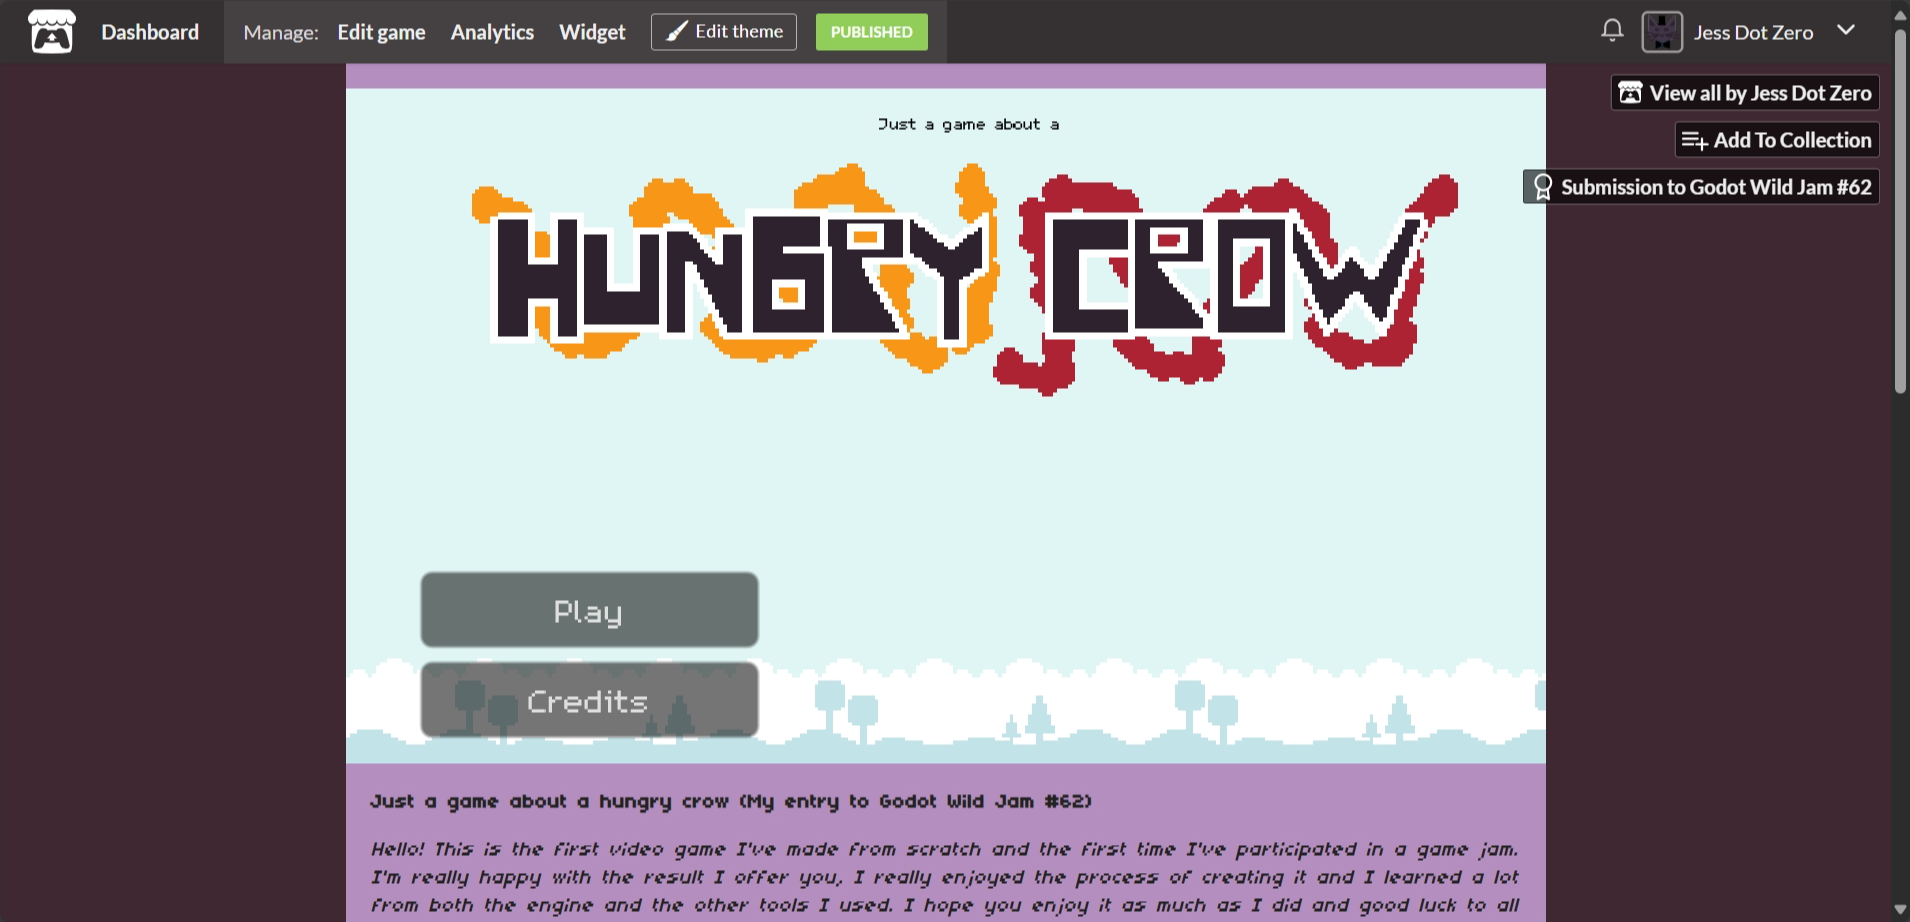 Dashboard
Manage: Edit game Analytics Widget Edit theme PUBLISHED
Jess Dot Zero
View all by Jess Dot Zero
Add To Collection
Submission to Godot Wild Jam #62
Just a game about a
HUNGRY CROW
Play
Credits
Just a game about a hungry crow (My entry to Godot Wild Jam #62)
Hello! This is the first video game I've made from scratch and the first time I've participated in a game jam.
I'm really happy with the result I offer you, I really enjoyed the process of creating it and I learned a lot
from both the engine and the other tools I used. I hope you enjoy it as much as I did and good luck to all